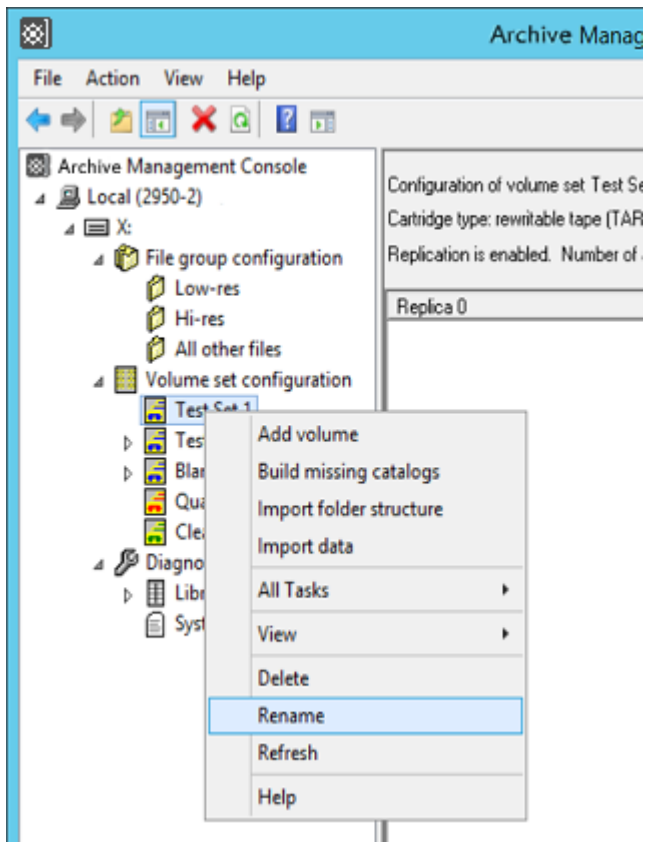 Archive Manag
File Action View Help
Archive Management Console
Local (2950-2)
X:
File group configuration
Low-res
Hi-res
All other files
Volume set configuration
Test Set 1
Tes
Bla
Qua
Clea
Diagno
Libr
Syst
Configuration of volume set Test Se
Cartridge type: rewritable tape (TAR
Replication is enabled. Number of
Replica 0
Add volume
Build missing catalogs
Import folder structure
Import data
All Tasks
View
Delete
Rename
Refresh
Help